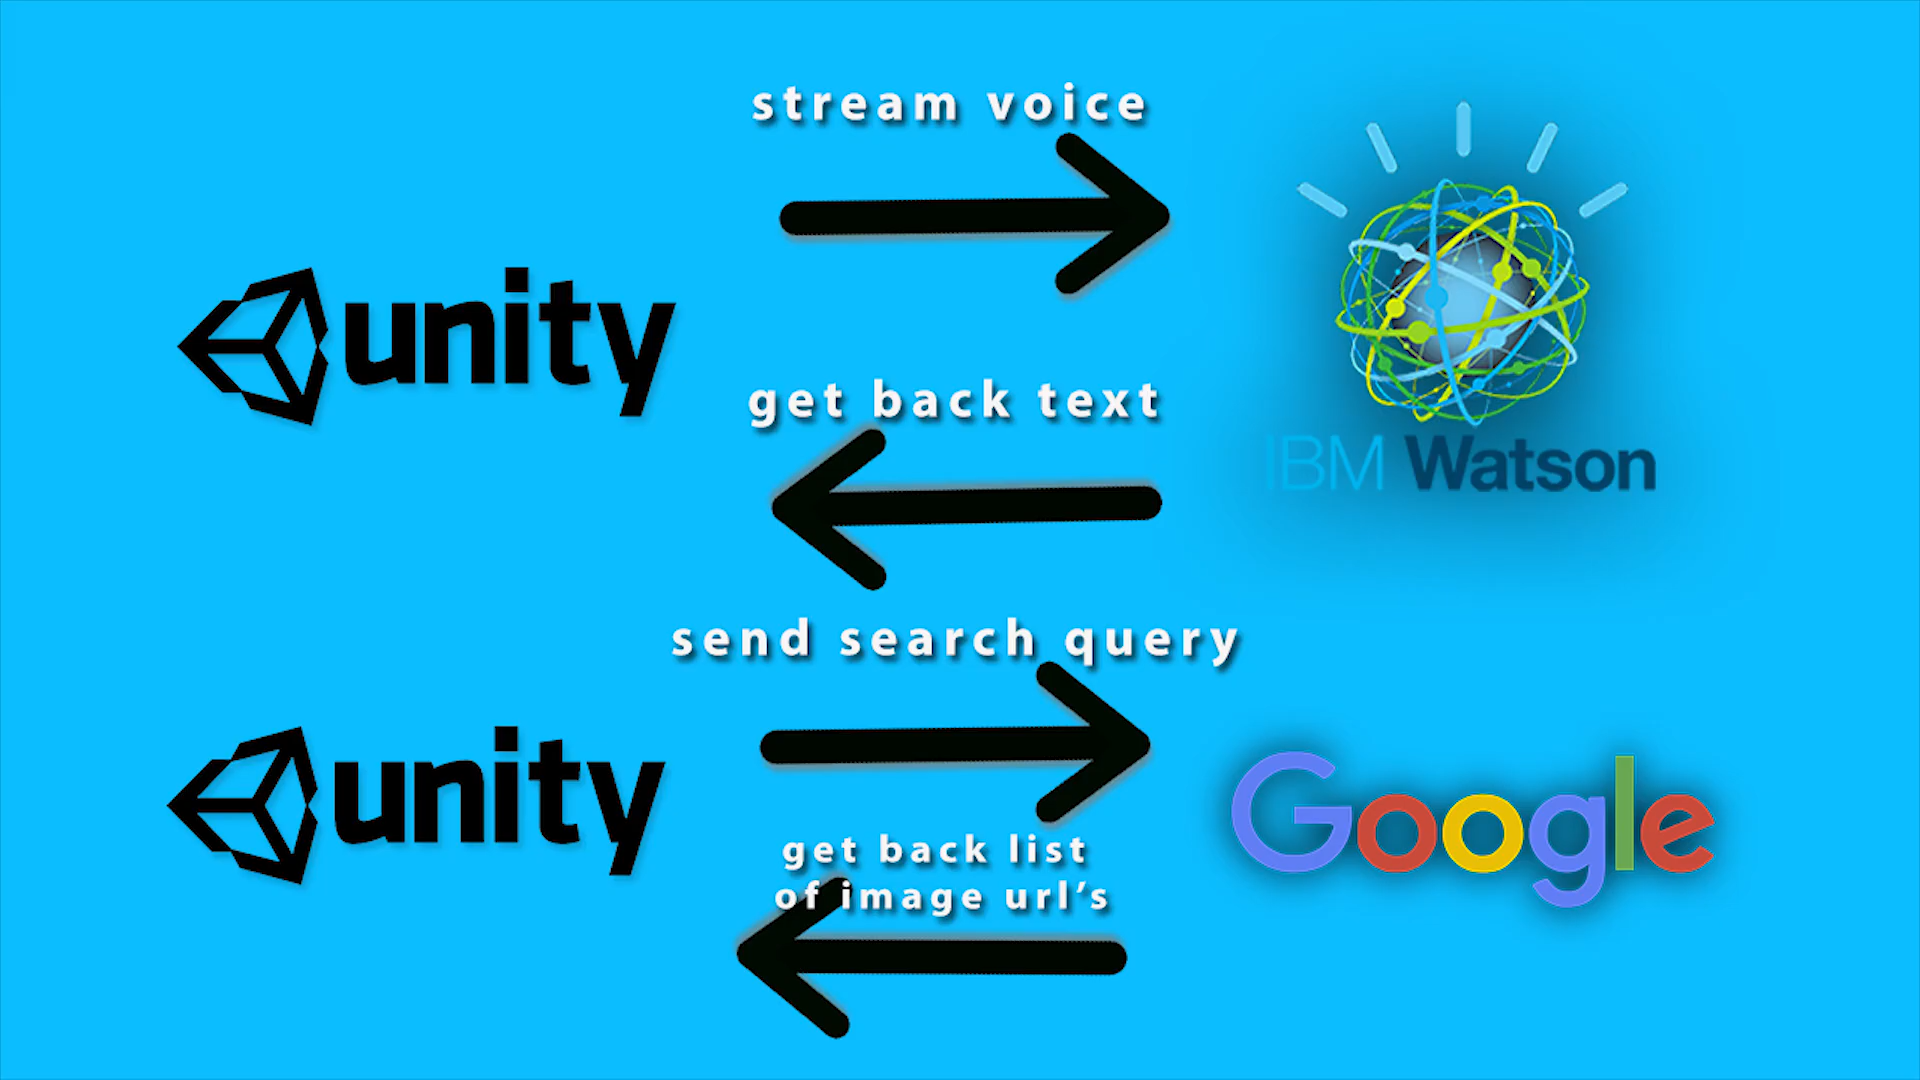 stream voice
unity
get back text
IBM Watson
send search query
unity
Google
get back list
of image url's